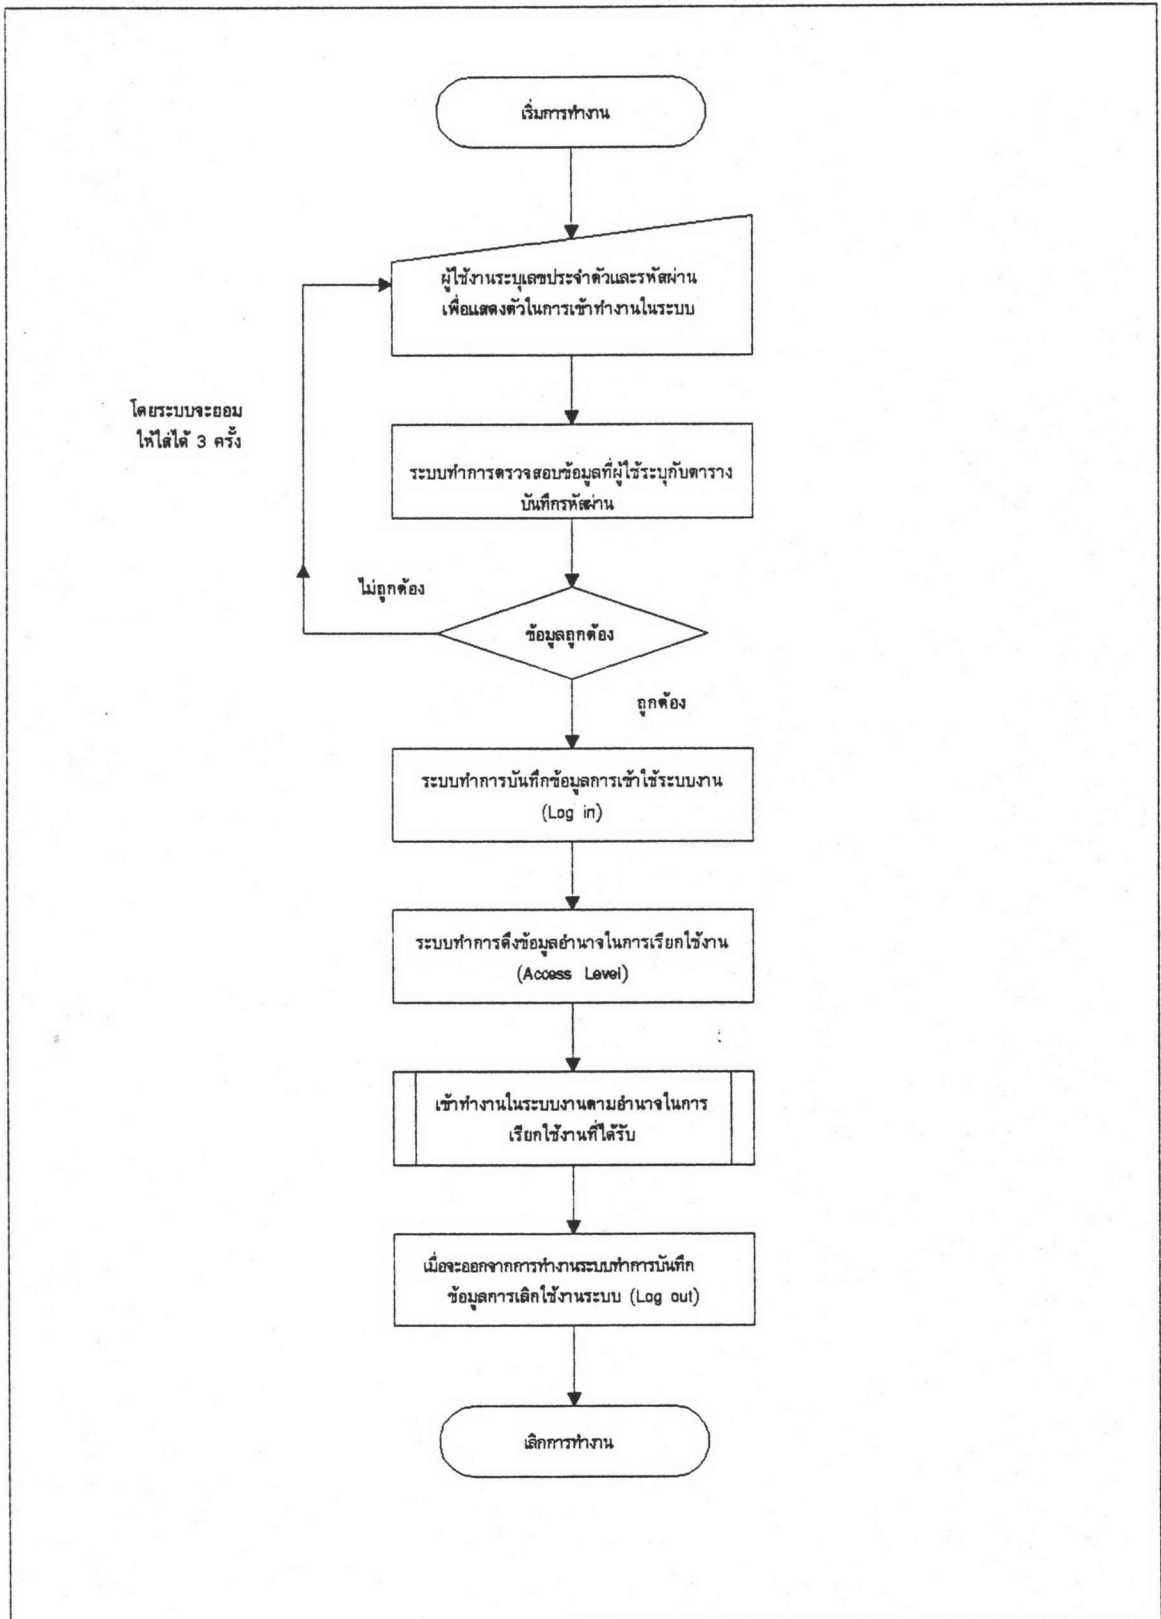 เริ่มการทำงาน
ผู้ใช้งานระบุเลขประจำตัวและรหัสผ่าน
เพื่อแสดงตัวในการเข้าทำงานในระบบ
โดยระบบจะยอม
ให้ใส่ได้ 3 ครั้ง
ระบบทำการตรวจสอบข้อมูลที่ผู้ใช้ระบุกับตาราง
บันทึกรหัสผ่าน
ไม่ถูกต้อง
ข้อมูลถูกต้อง
ถูกต้อง
ระบบทำการบันทึกข้อมูลการเข้าใช้ระบบงาน
(Log in)
ระบบทำการดึงข้อมูลอำนาจในการเรียกใช้งาน
(Access Level)
เข้าทำงานในระบบงานตามอำนาจในการ
เรียกใช้งานที่ได้รับ
เมื่อจะออกจากการทำงานระบบทำการบันทึก
ข้อมูลการเลิกใช้งานระบบ (Log out)
เลิกการทำงาน